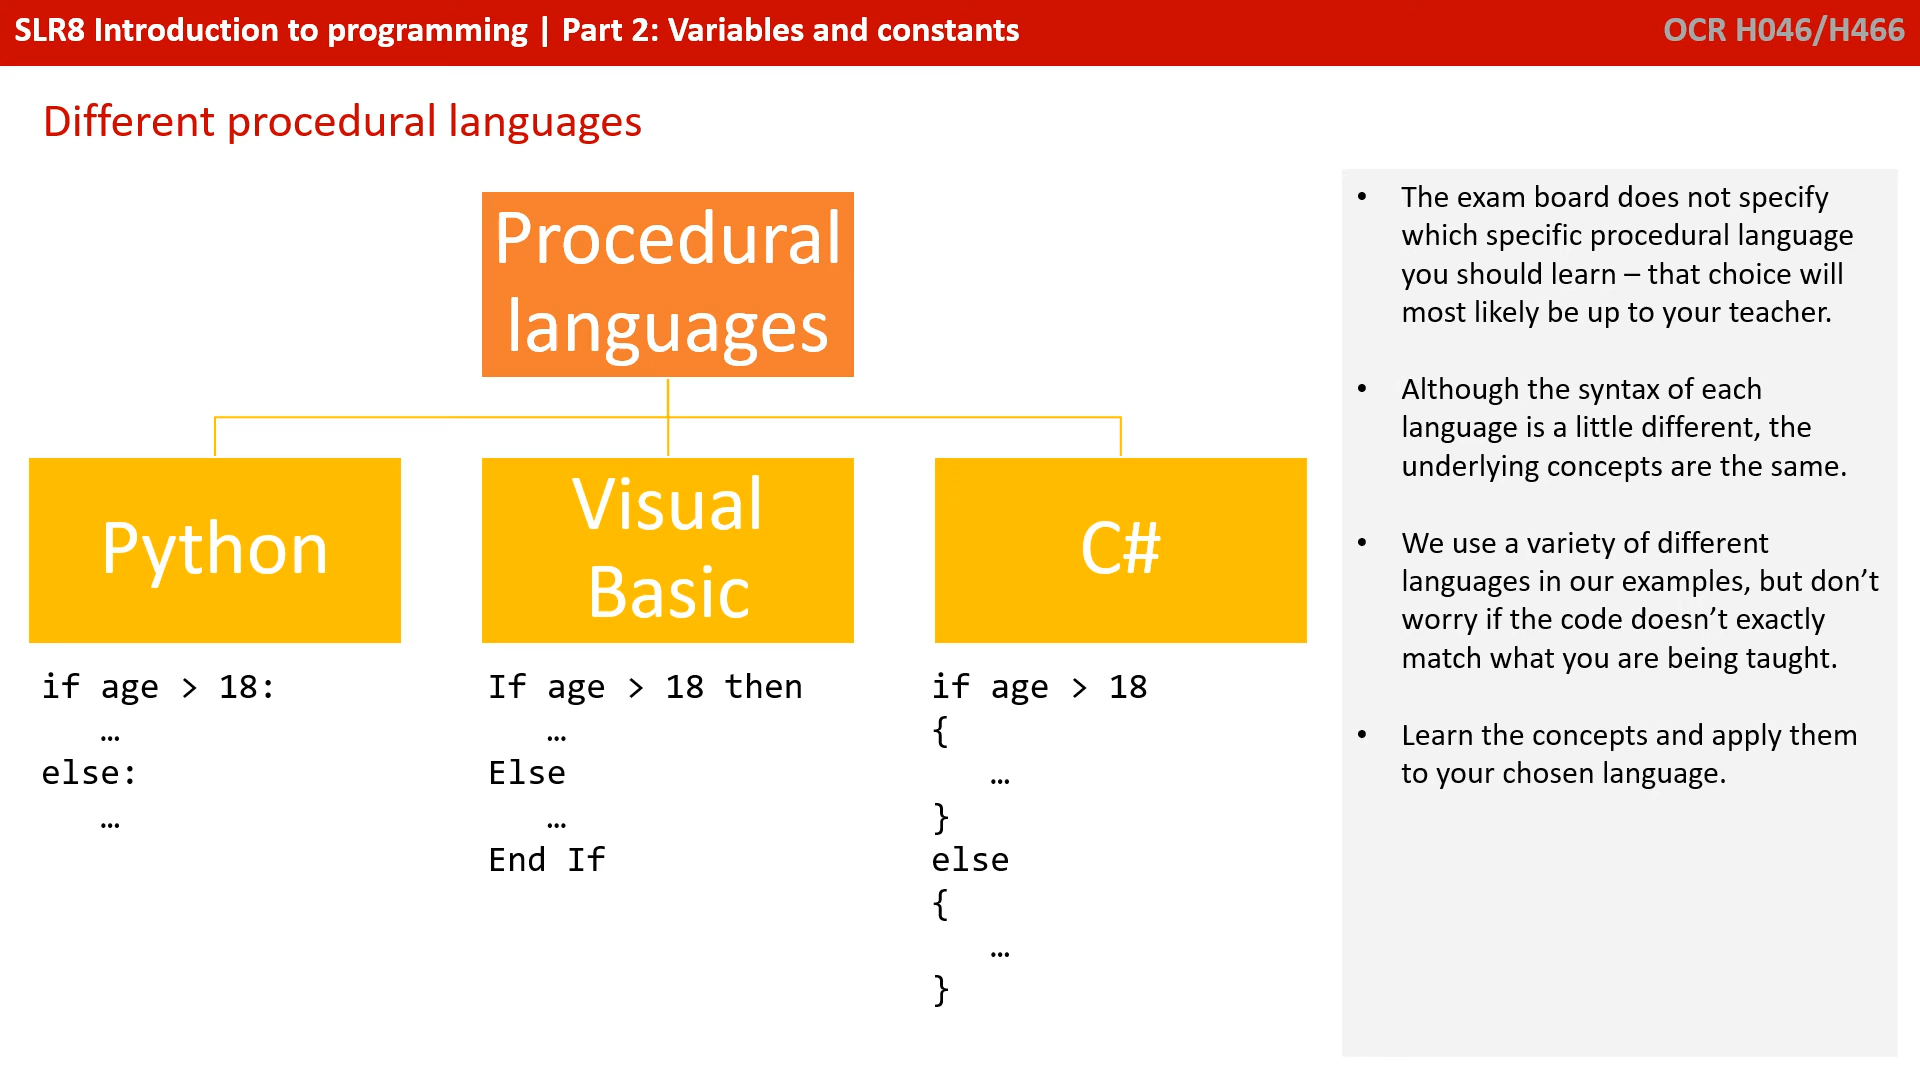 SLR8 Introduction to programming | Part 2: Variables and constants
OCR H046/H466
Different procedural languages
Procedural
languages
Python
Visual
Basic
C#
if age > 18:
…
else:
…
If age > 18 then
…
Else
…
End If
if age > 18
{
…
}
else
{
…
}
• The exam board does not specify
which specific procedural language
you should learn – that choice will
most likely be up to your teacher.
• Although the syntax of each
language is a little different, the
underlying concepts are the same.
• We use a variety of different
languages in our examples, but don’t
worry if the code doesn’t exactly
match what you are being taught.
• Learn the concepts and apply them
to your chosen language.